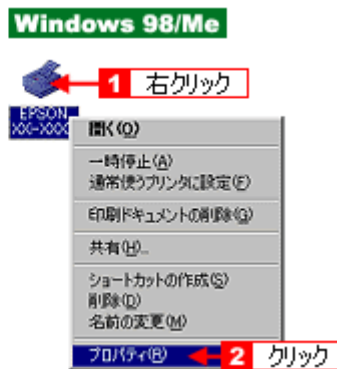 Windows 98/Me
1 右クリック
EPSON
XX-XXXX
開く(O)
一時停止(A)
通常使うプリンタに設定(F)
印刷ドキュメントの削除(G)
共有(H)...
ショートカットの作成(S)
削除(D)
名前の変更(M)
プロパティ(R)
2 クリック